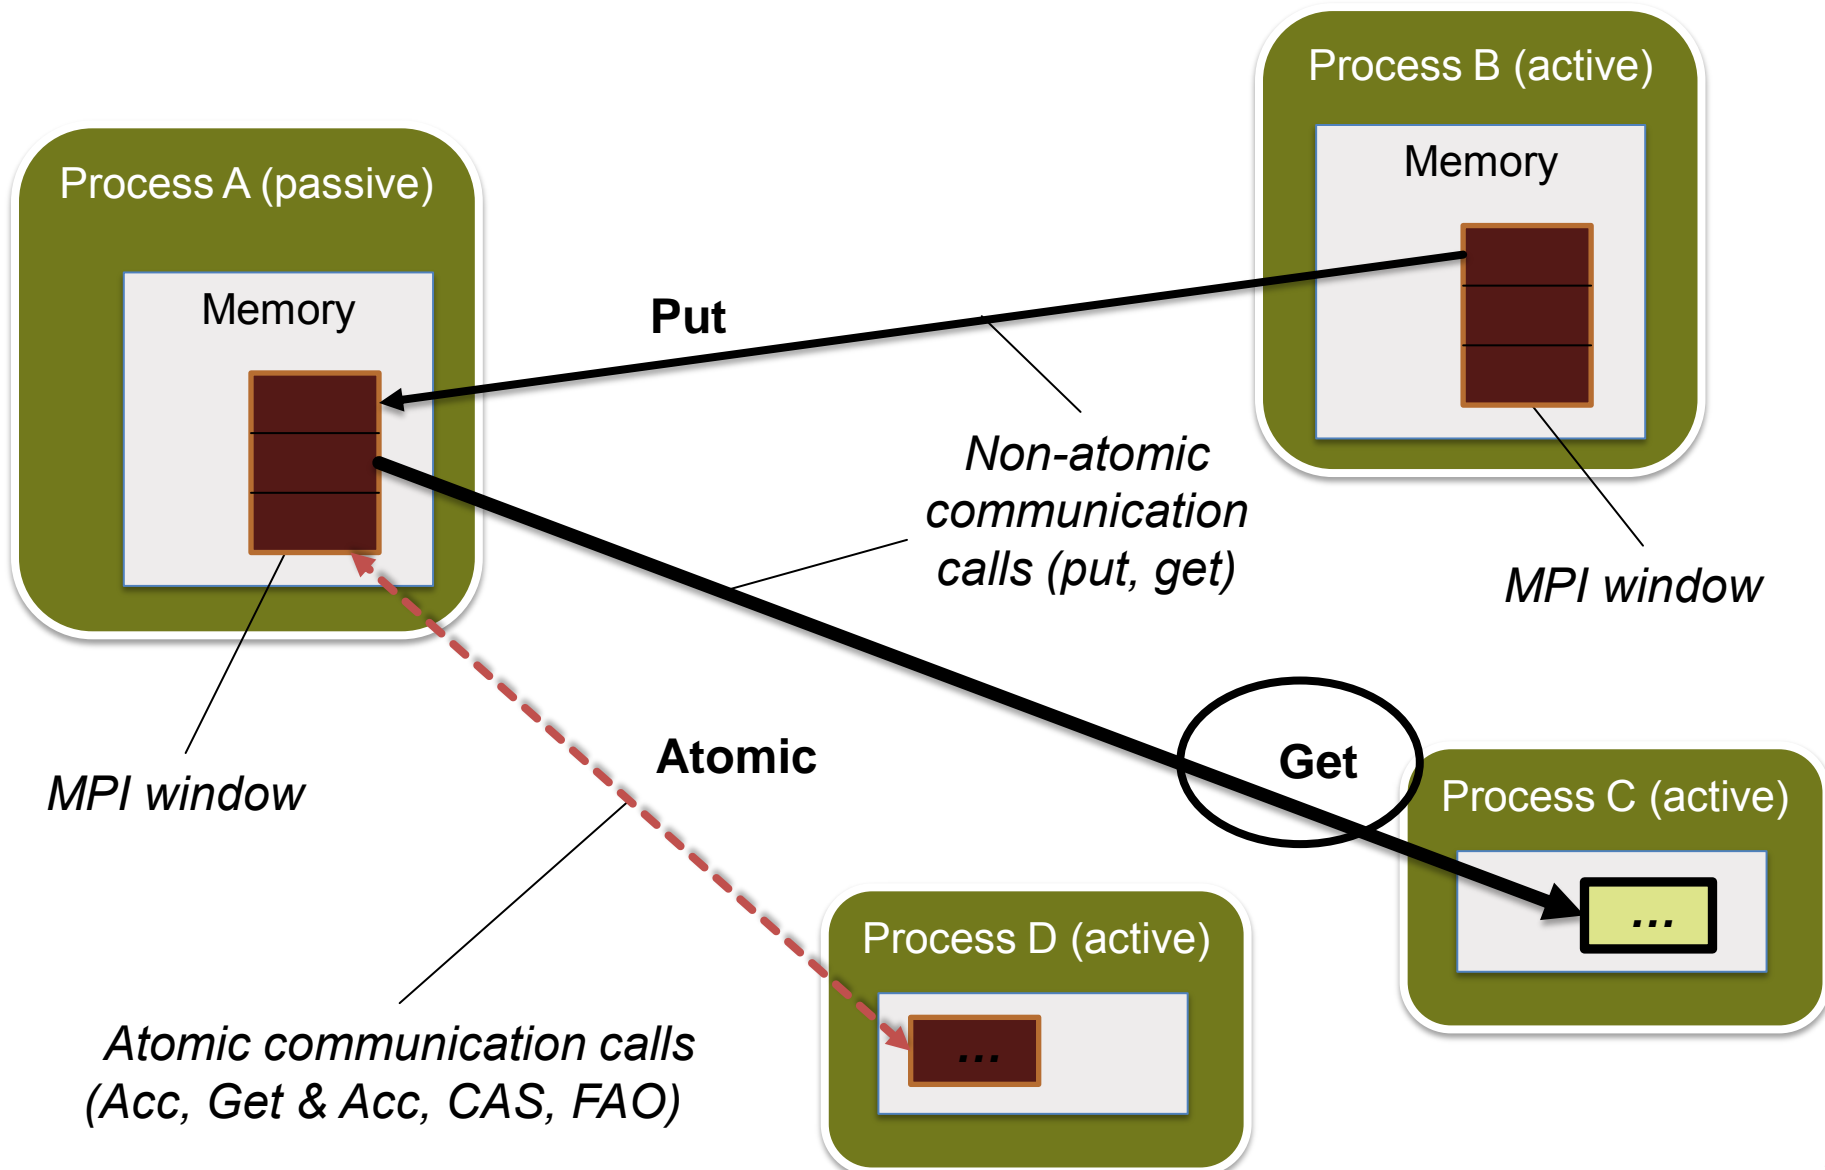 Process B (active)
Memory
Process A (passive)
Memory
Put
Non-atomic
communication
calls (put, get)
MPI window
MPI window
Atomic
Get
Process C (active)
...
Process D (active)
...
Atomic communication calls
(Acc, Get & Acc, CAS, FAO)